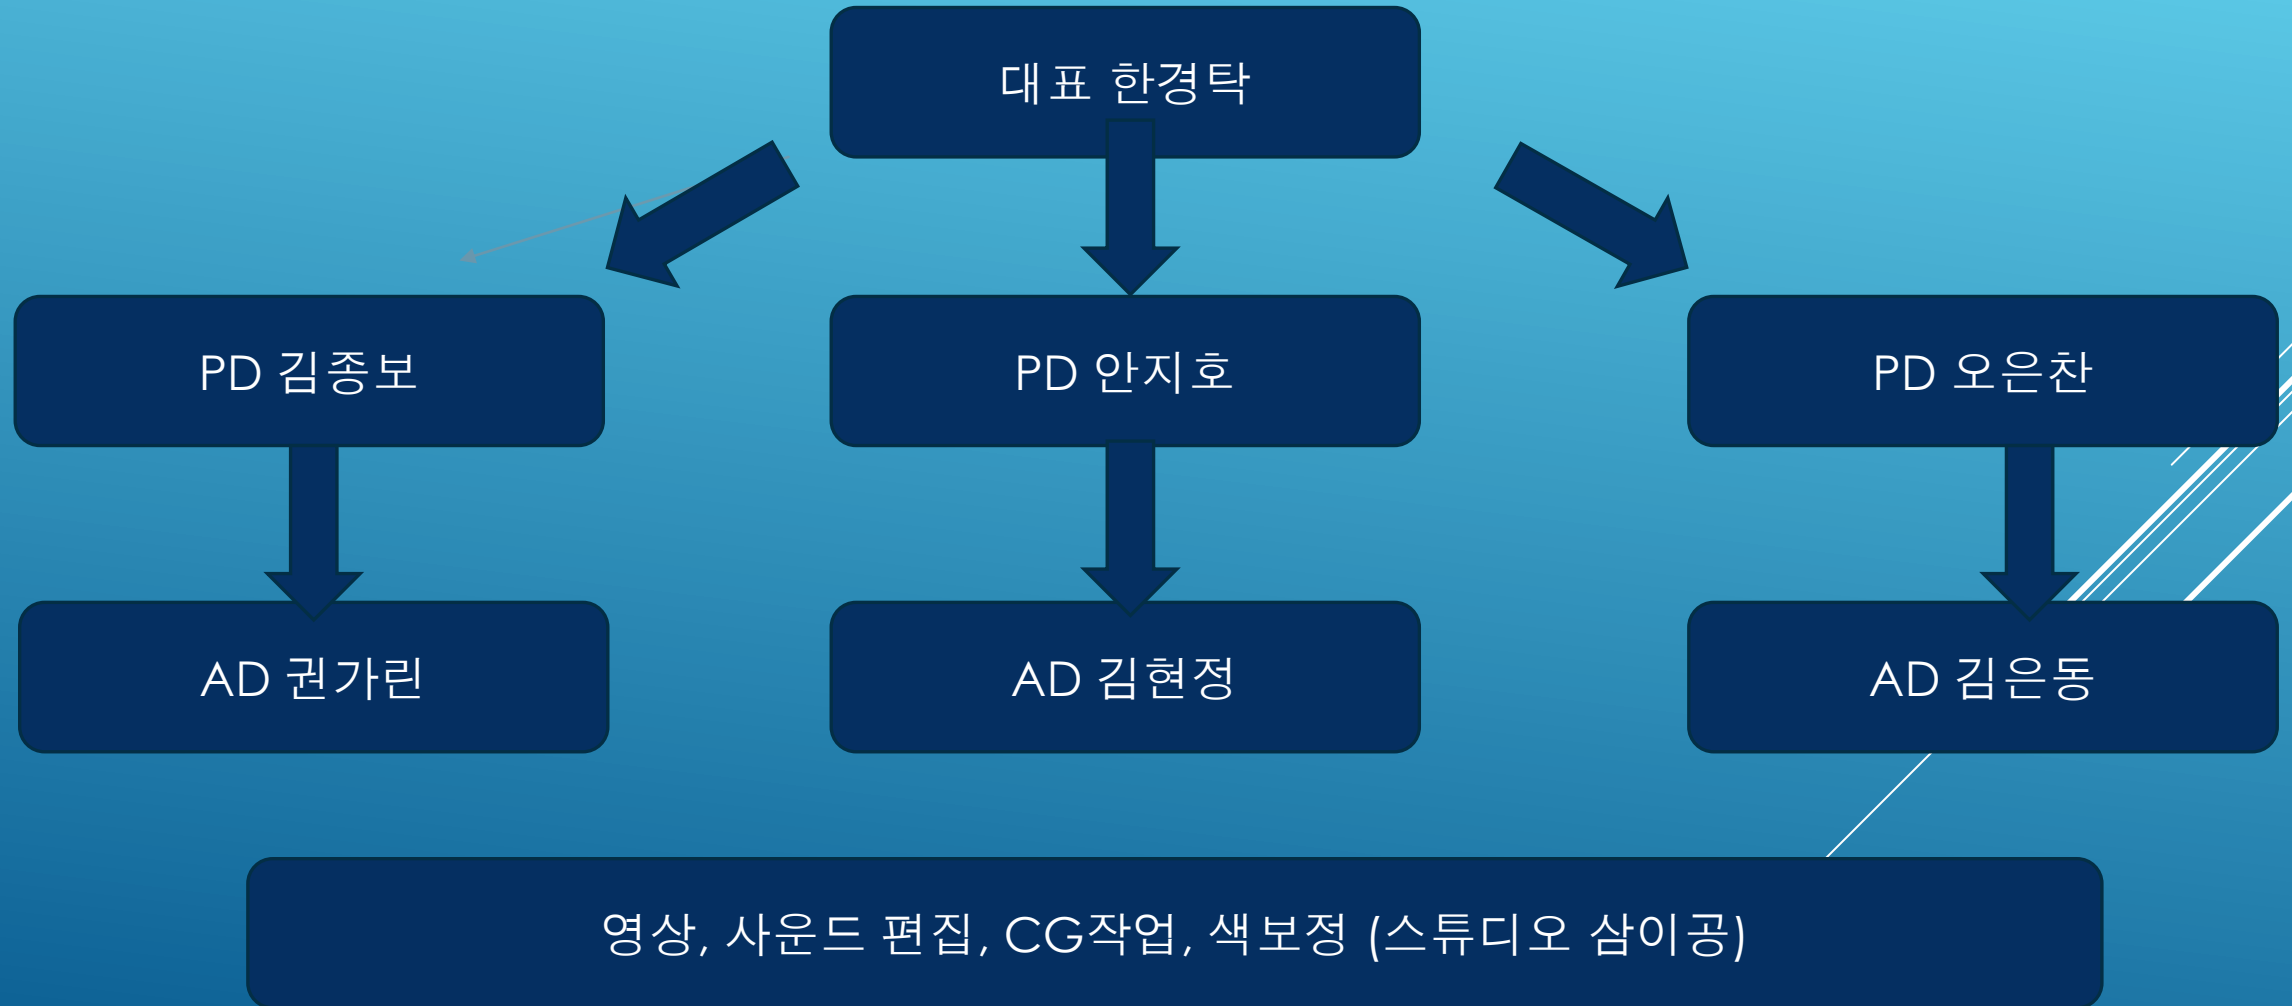 대표 한경탁
PD 김종보
PD 안지호
PD 오은찬
AD 권가린
AD 김현정
AD 김은동
영상, 사운드 편집, CG작업, 색보정 (스튜디오 삼이공)